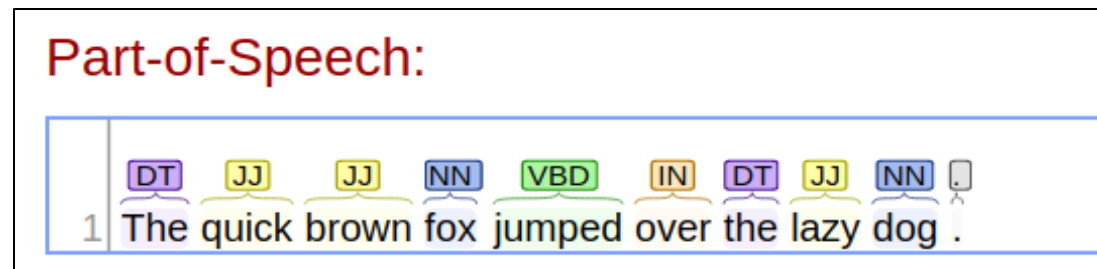 Part-of-Speech:
DT JJ JJ NN VBD IN DT JJ NN .
1 The quick brown fox jumped over the lazy dog .